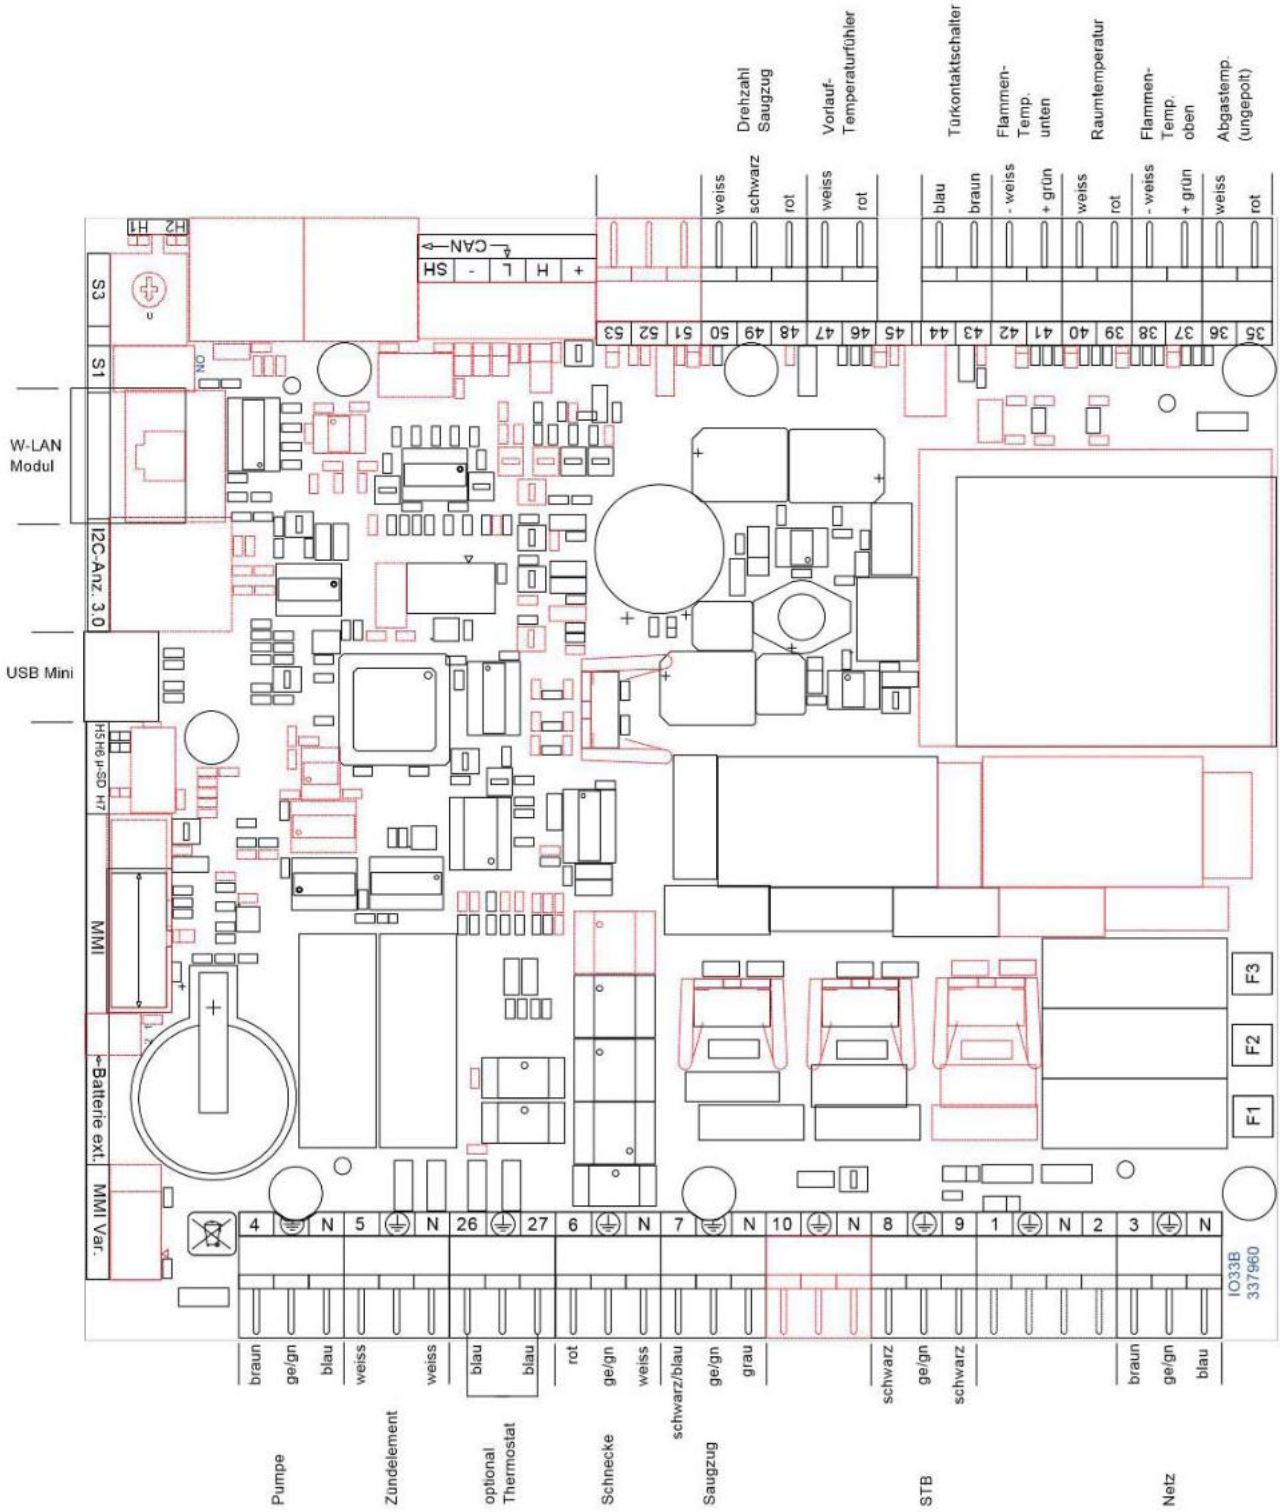 Drehzahl
Saugzug
Vorlauf-
Temperaturfühler
Türkontaktschalter
Flammen-
Temp.
unten
Raumtemperatur
Flammen-
Temp.
oben
Abgastemp.
(ungepolt)
weiss
schwarz
rot
weiss
rot
blau
braun
- weiss
+ grün
weiss
rot
- weiss
+ grün
weiss
rot
H1
H2
CAN
SH
-
L
H
+
53
52
51
50
49
48
47
46
45
44
43
42
41
40
39
38
37
36
35
S3
S1
ON
W-LAN
Modul
I2C-Anz. 3.0
USB Mini
H5 H6 µ-SD H7
MMI
Batterie ext.
MMI Var.
+
F3
F2
F1
4
N
5
N
26
27
6
N
7
N
10
N
8
9
1
N
2
3
N
IO33B
337960
braun
ge/gn
blau
weiss
weiss
blau
blau
rot
ge/gn
weiss
schwarz/blau
ge/gn
grau
schwarz
ge/gn
schwarz
braun
ge/gn
blau
Pumpe
Zündelement
optional
Thermostat
Schnecke
Saugzug
STB
Netz